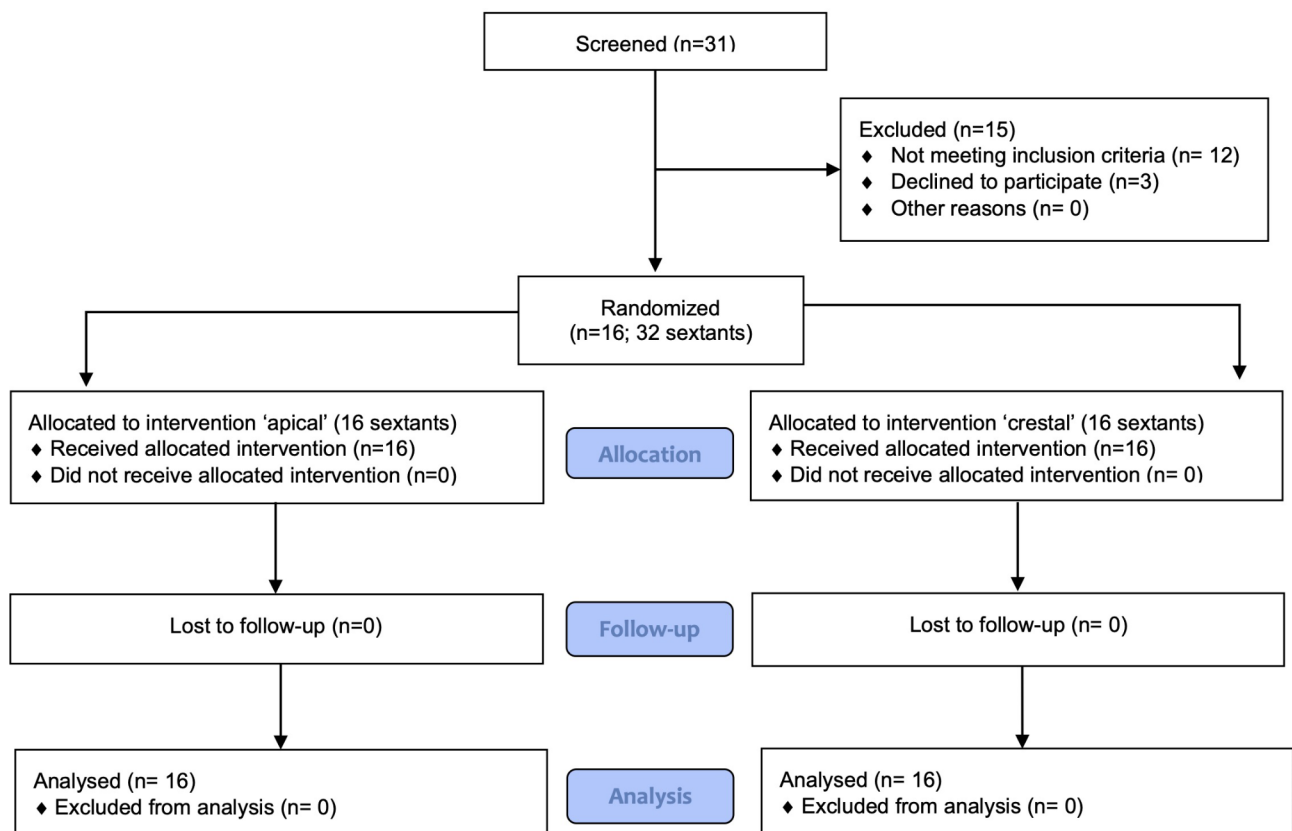 Screened (n=31)
Excluded (n=15)
♦ Not meeting inclusion criteria (n= 12)
♦ Declined to participate (n=3)
♦ Other reasons (n= 0)
Randomized
(n=16; 32 sextants)
Allocated to intervention ‘apical’ (16 sextants)
♦ Received allocated intervention (n=16)
♦ Did not receive allocated intervention (n=0)
Allocation
Allocated to intervention ‘crestal’ (16 sextants)
♦ Received allocated intervention (n=16)
♦ Did not receive allocated intervention (n= 0)
Lost to follow-up (n=0)
Follow-up
Lost to follow-up (n= 0)
Analysed (n= 16)
♦ Excluded from analysis (n= 0)
Analysis
Analysed (n= 16)
♦ Excluded from analysis (n= 0)